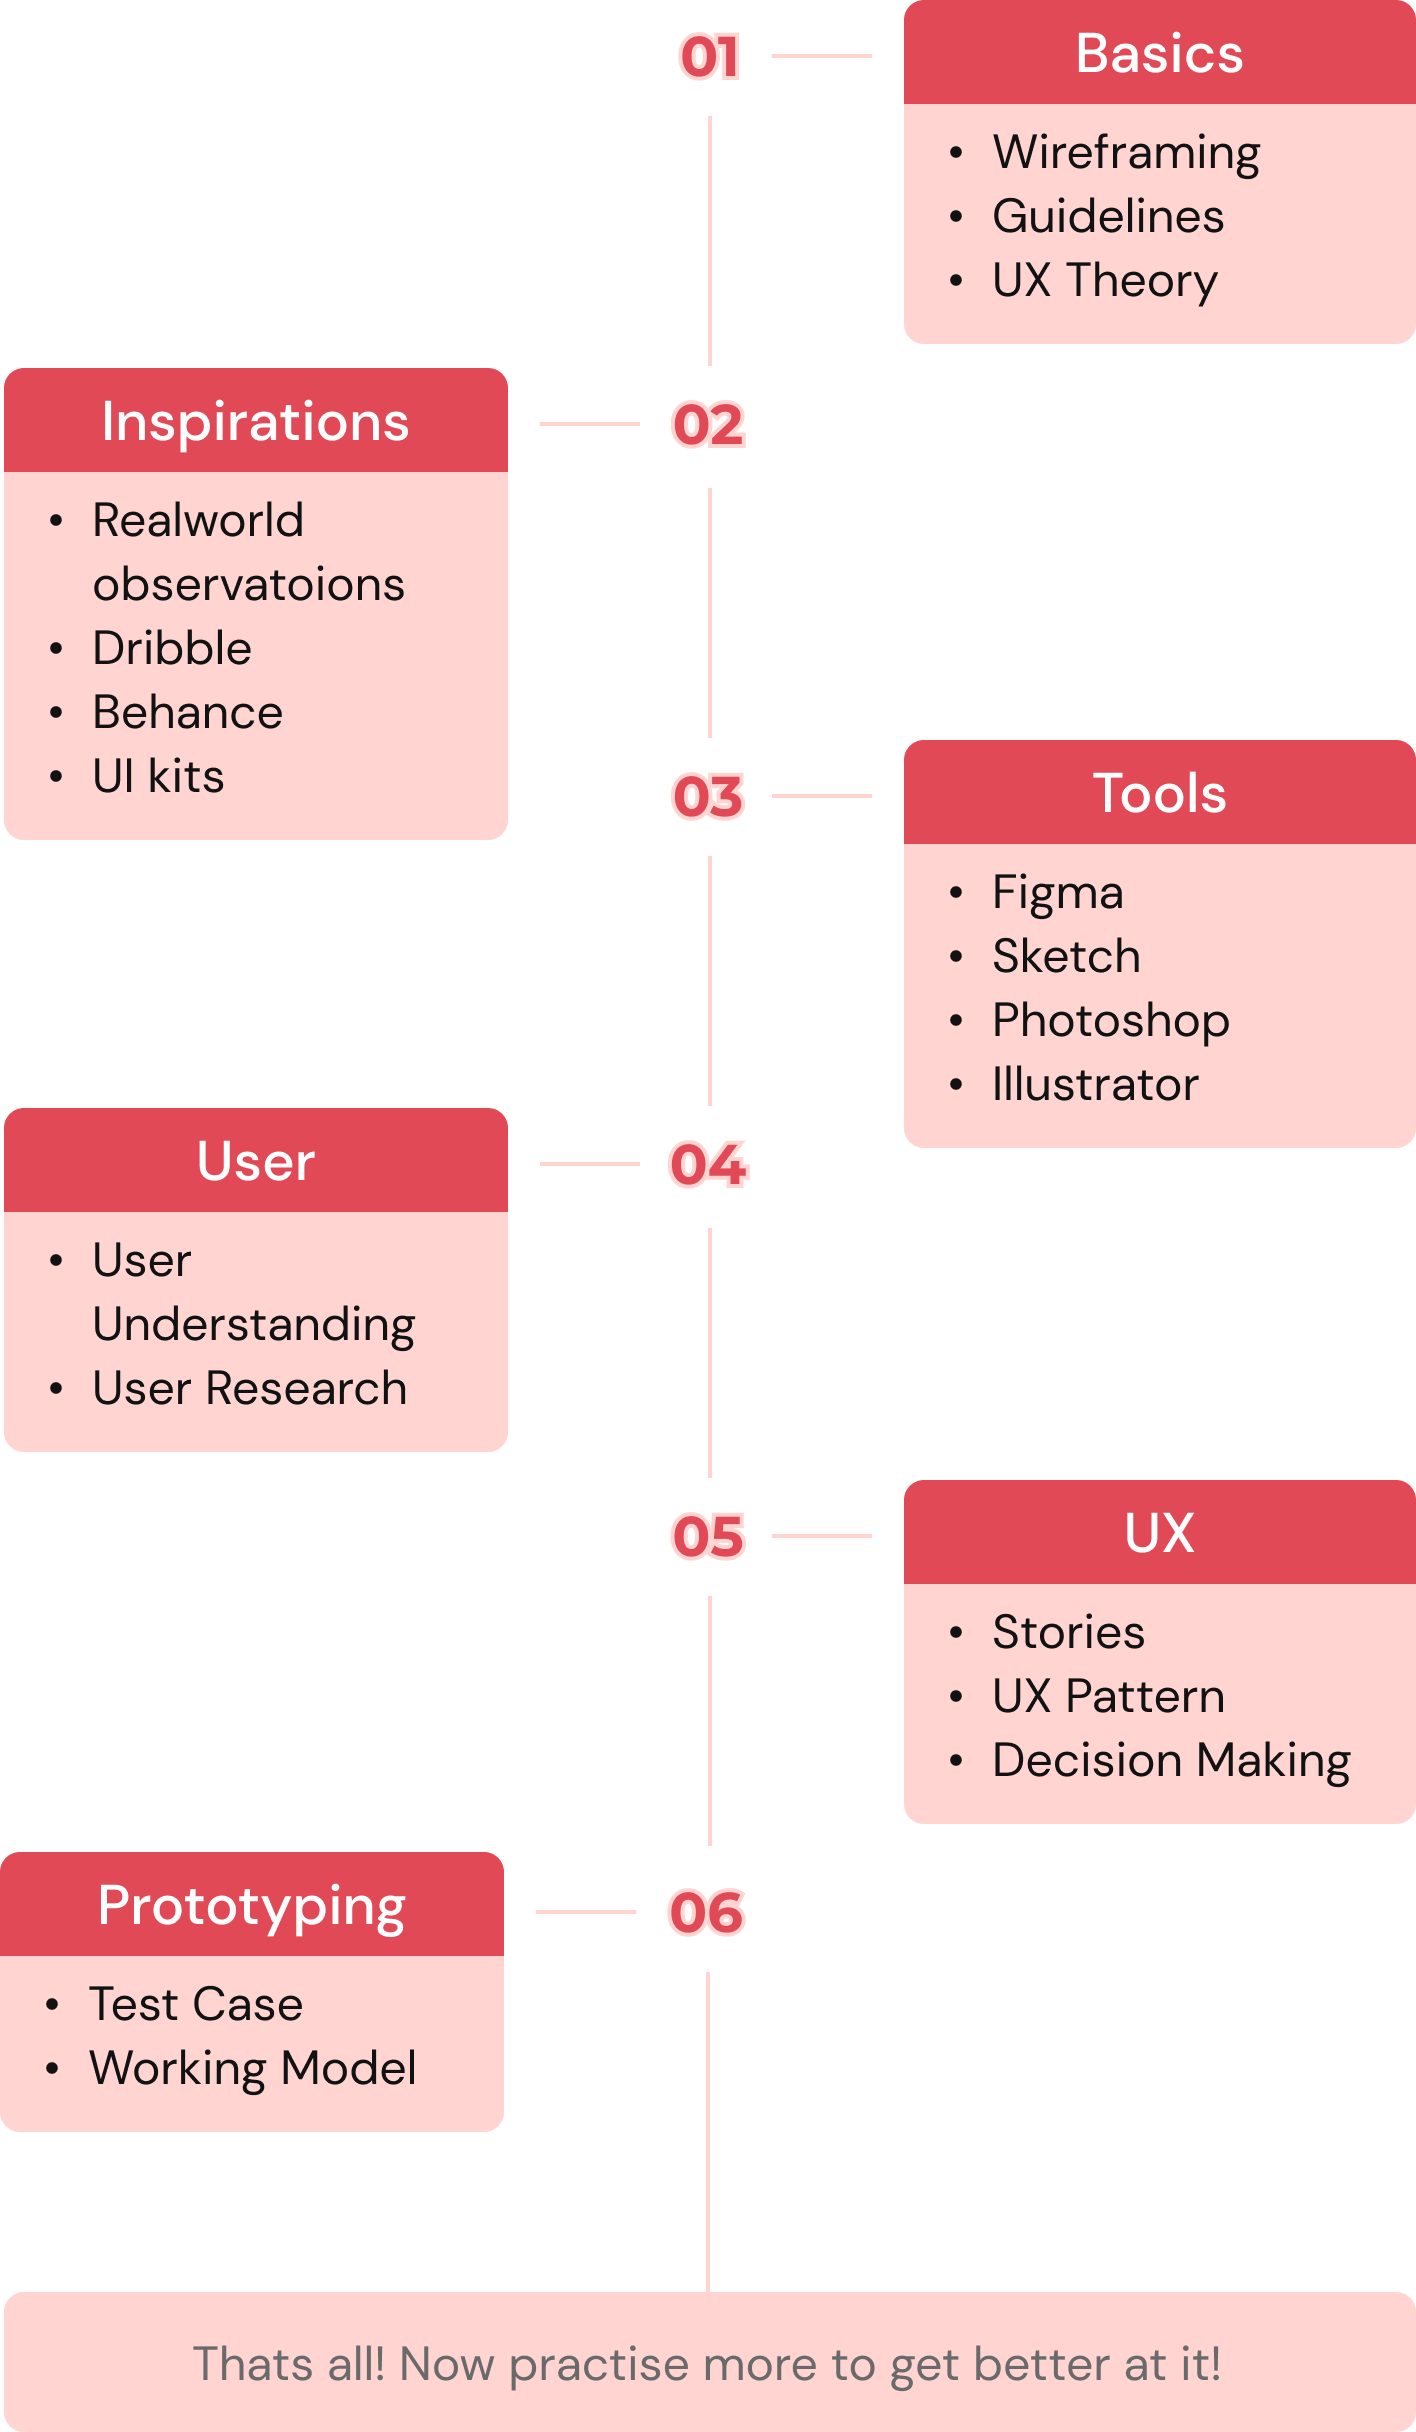 01
Basics
• Wireframing
• Guidelines
• UX Theory
02
Inspirations
• Realworld
observatoions
• Dribble
• Behance
• UI kits
03
Tools
• Figma
• Sketch
• Photoshop
• Illustrator
04
User
• User
Understanding
• User Research
05
UX
• Stories
• UX Pattern
• Decision Making
06
Prototyping
• Test Case
• Working Model
Thats all! Now practise more to get better at it!